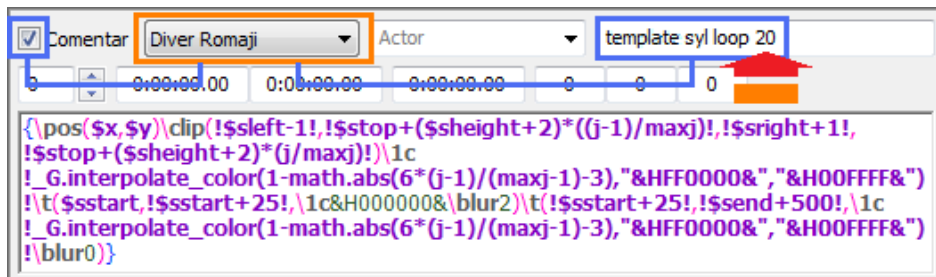 Comentar Diver Romaji Actor template syl loop 20
0 0:00:00.00 0:00:00.00 0:00:00.00 0 0 0
{\pos($x,$y)\clip(!$sleft-1!,!$stop+($sheight+2)*((j-1)/maxj)!,!$sright+1!,
!$stop+($sheight+2)*(j/maxj)!)\1c
!_G.interpolate_color(1-math.abs(6*(j-1)/(maxj-1)-3),"&HFF0000&","&H00FFFF&")
!\t($sstart,!$sstart+25!,\1c&H000000&\blur2)\t(!$sstart+25!,!$send+500!,\1c
!_G.interpolate_color(1-math.abs(6*(j-1)/(maxj-1)-3),"&HFF0000&","&H00FFFF&")
!\blur0)}